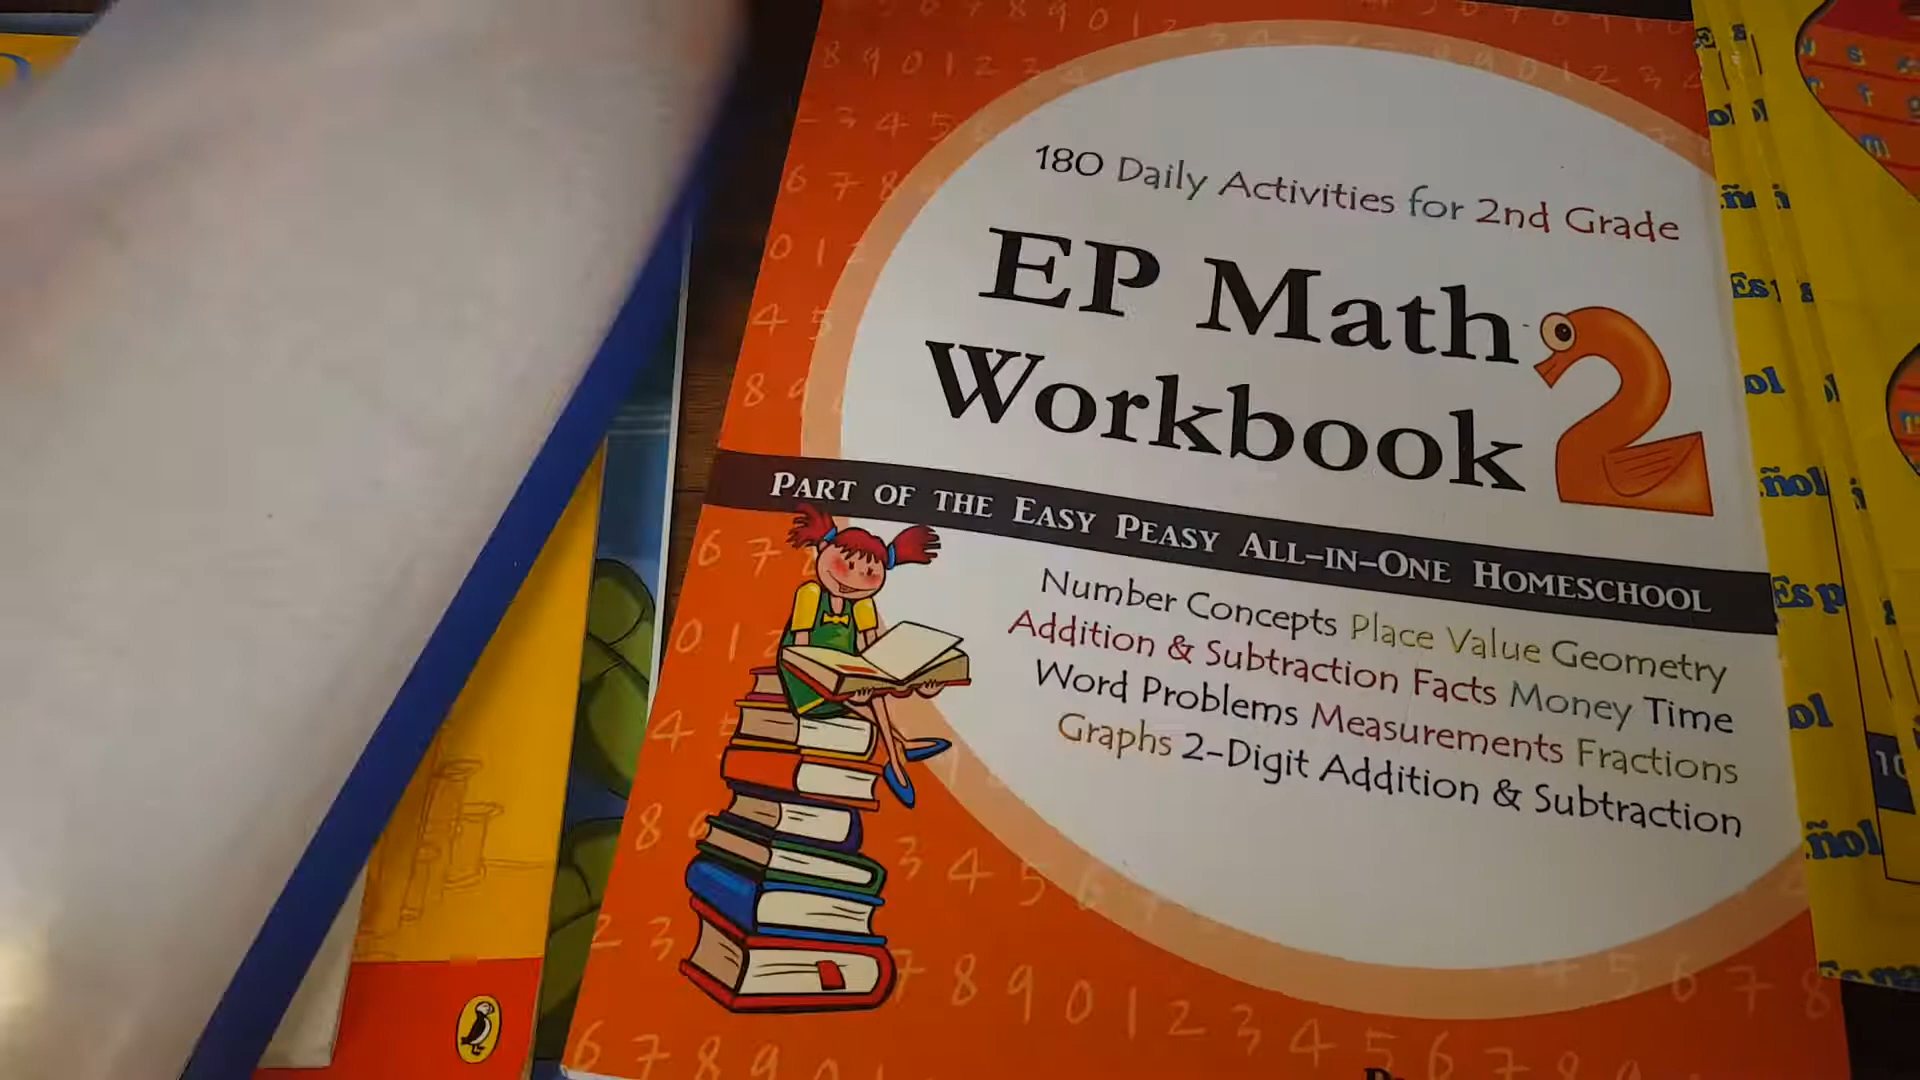 180 Daily Activities for 2nd Grade
EP Math 2
Workbook
PART OF THE EASY PEASY ALL-IN-ONE HOMESCHOOL
Number Concepts Place Value Geometry
Addition & Subtraction Facts Money Time
Word Problems Measurements Fractions
Graphs 2-Digit Addition & Subtraction